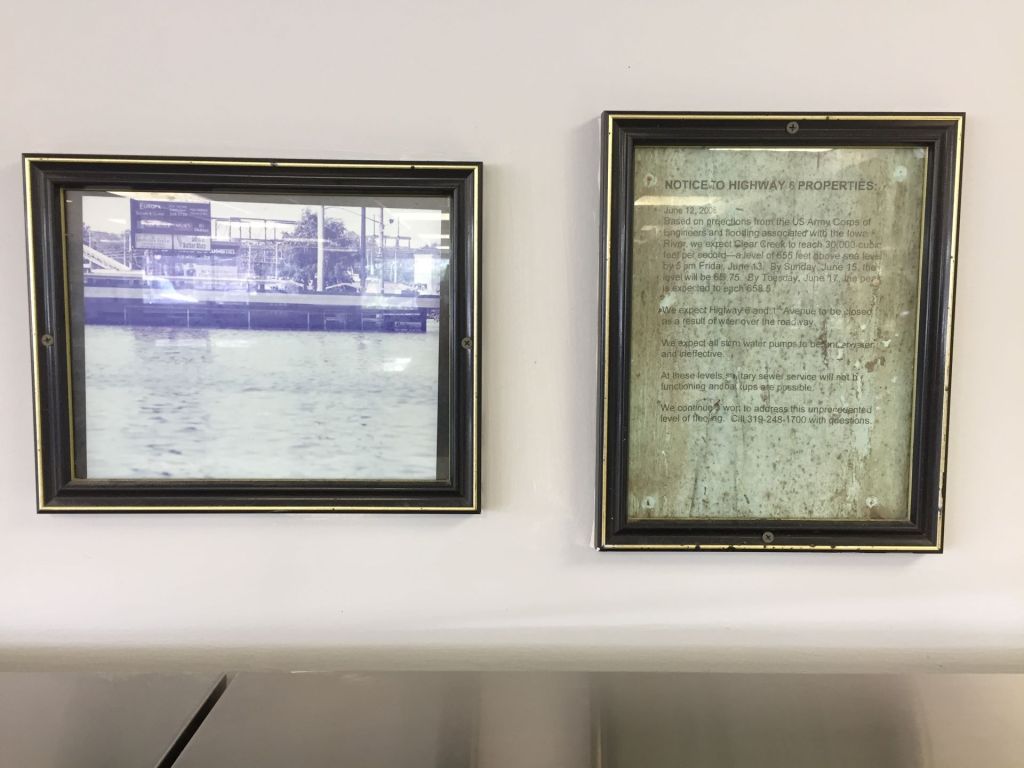 EUROPA
NOTICE TO HIGHWAY 6 PROPERTIES:
June 12, 2008
Based on projections from the US Army Corps of
Engineers and flooding associated with the Iowa
River, we expect Clear Creek to reach 30,000 cubic
feet per second—a level of 655 feet above sea level
by 5 pm Friday, June 13. By Sunday, June 15, the
level will be 65 .75. By Tuesday, June 17, the
is expected to each 658.5
We expect Highway 6 and 1st Avenue to be closed
as a result of water over the roadway.
We expect all storm water pumps to be underwater
and ineffective.
At these levels, sanitary sewer service will not be
functioning and backups are possible.
We continue to work to address this unprecedented
level of flooding. Call 319-248-1700 with questions.